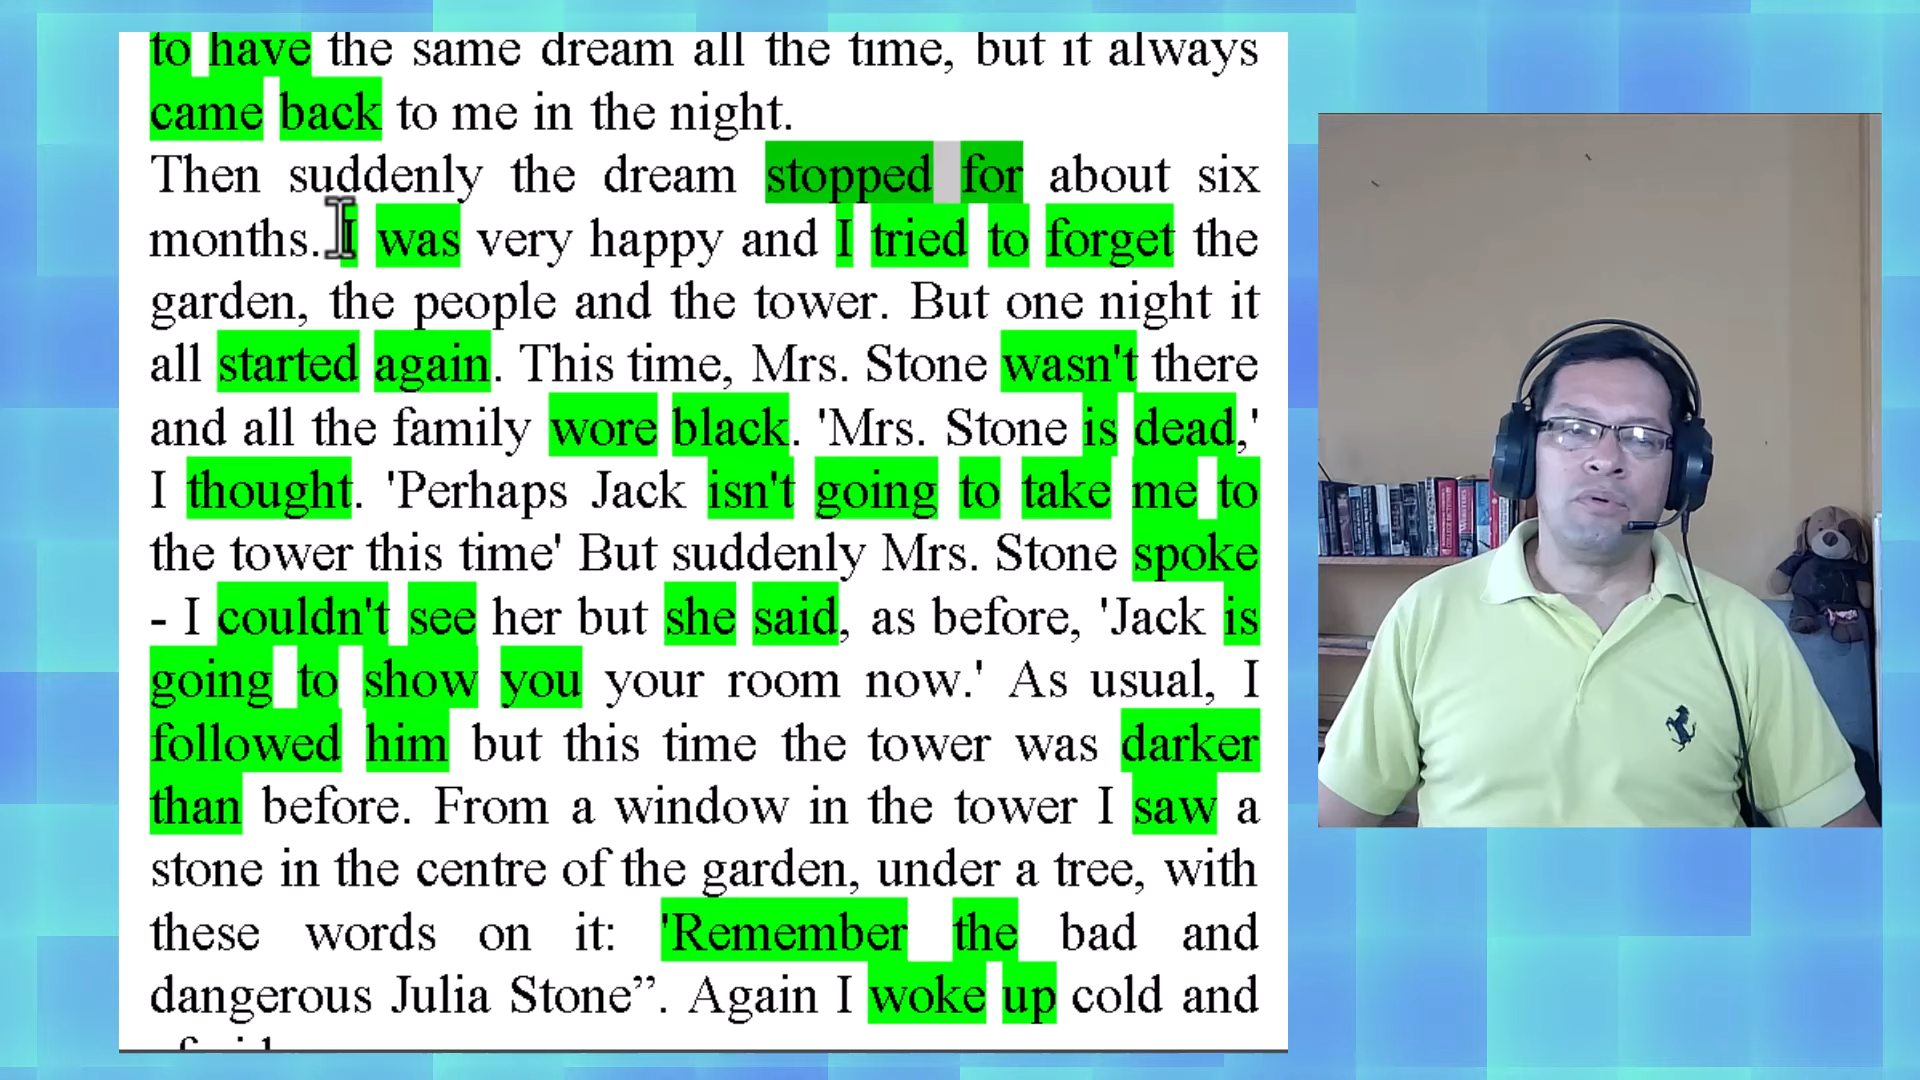 to have the same dream all the time, but it always
came back to me in the night.
Then suddenly the dream stopped for about six
months. I was very happy and I tried to forget the
garden, the people and the tower. But one night it
all started again. This time, Mrs. Stone wasn't there
and all the family wore black. 'Mrs. Stone is dead,'
I thought. 'Perhaps Jack isn't going to take me to
the tower this time' But suddenly Mrs. Stone spoke
- I couldn't see her but she said, as before, 'Jack is
going to show you your room now.' As usual, I
followed him but this time the tower was darker
than before. From a window in the tower I saw a
stone in the centre of the garden, under a tree, with
these words on it: 'Remember the bad and
dangerous Julia Stone”. Again I woke up cold and